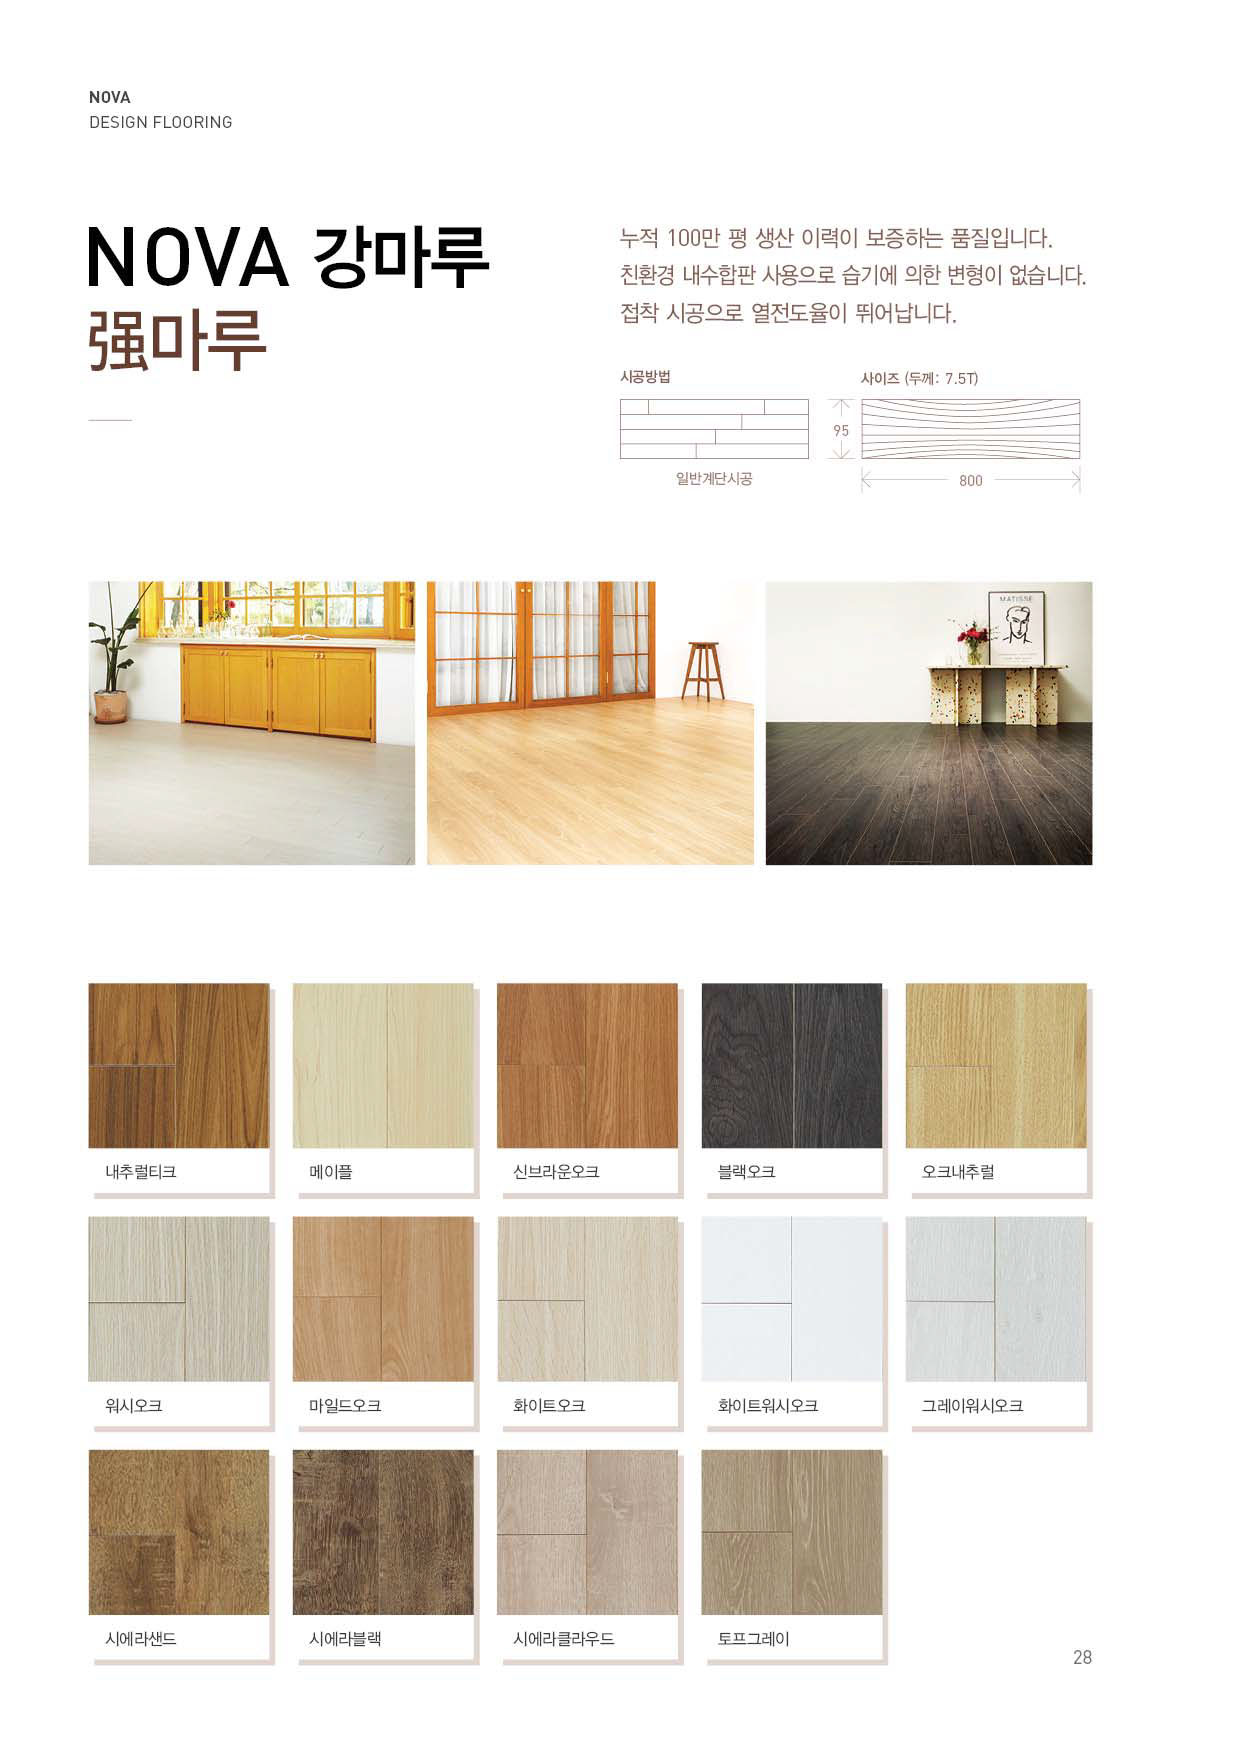 NOVA
DESIGN FLOORING
NOVA 강마루
强마루
누적 100만 평 생산 이력이 보증하는 품질입니다.
친환경 내수합판 사용으로 습기에 의한 변형이 없습니다.
접착 시공으로 열전도율이 뛰어납니다.
시공방법
일반계단시공
사이즈 (두께: 7.5T)
95
800
MATISSE
내추럴티크
메이플
신브라운오크
블랙오크
오크내추럴
워시오크
마일드오크
화이트오크
화이트워시오크
그레이워시오크
시에라샌드
시에라블랙
시에라클라우드
토프그레이
28